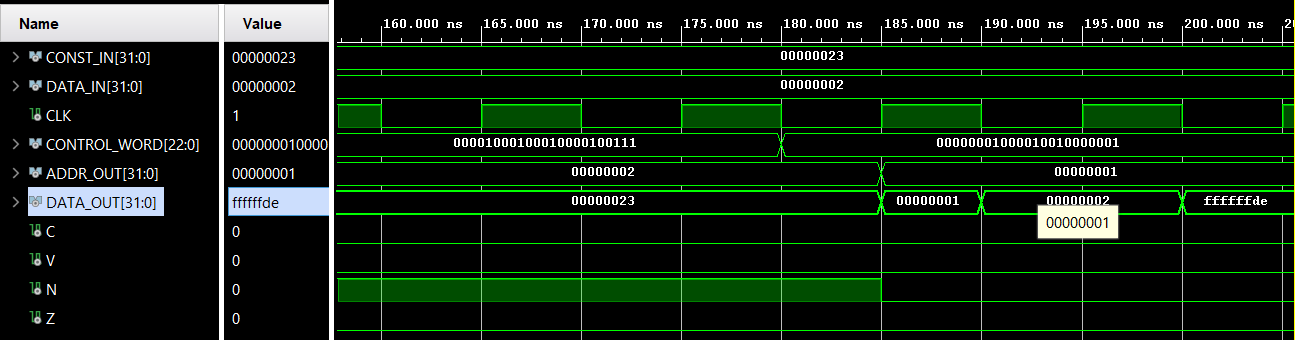 Name Value 160.000 ns 165.000 ns 170.000 ns 175.000 ns 180.000 ns 185.000 ns 190.000 ns 195.000 ns 200.000 ns
CONST_IN[31:0] 00000023 00000023
DATA_IN[31:0] 00000002 00000002
CLK 1
CONTROL_WORD[22:0] 000000010000 00001000100010000100111 00000001000010010000001
ADDR_OUT[31:0] 00000001 00000002 00000001
DATA_OUT[31:0] ffffffde 00000023 00000001 00000002 ffffffde
C 0 00000001
V 0
N 0
Z 0